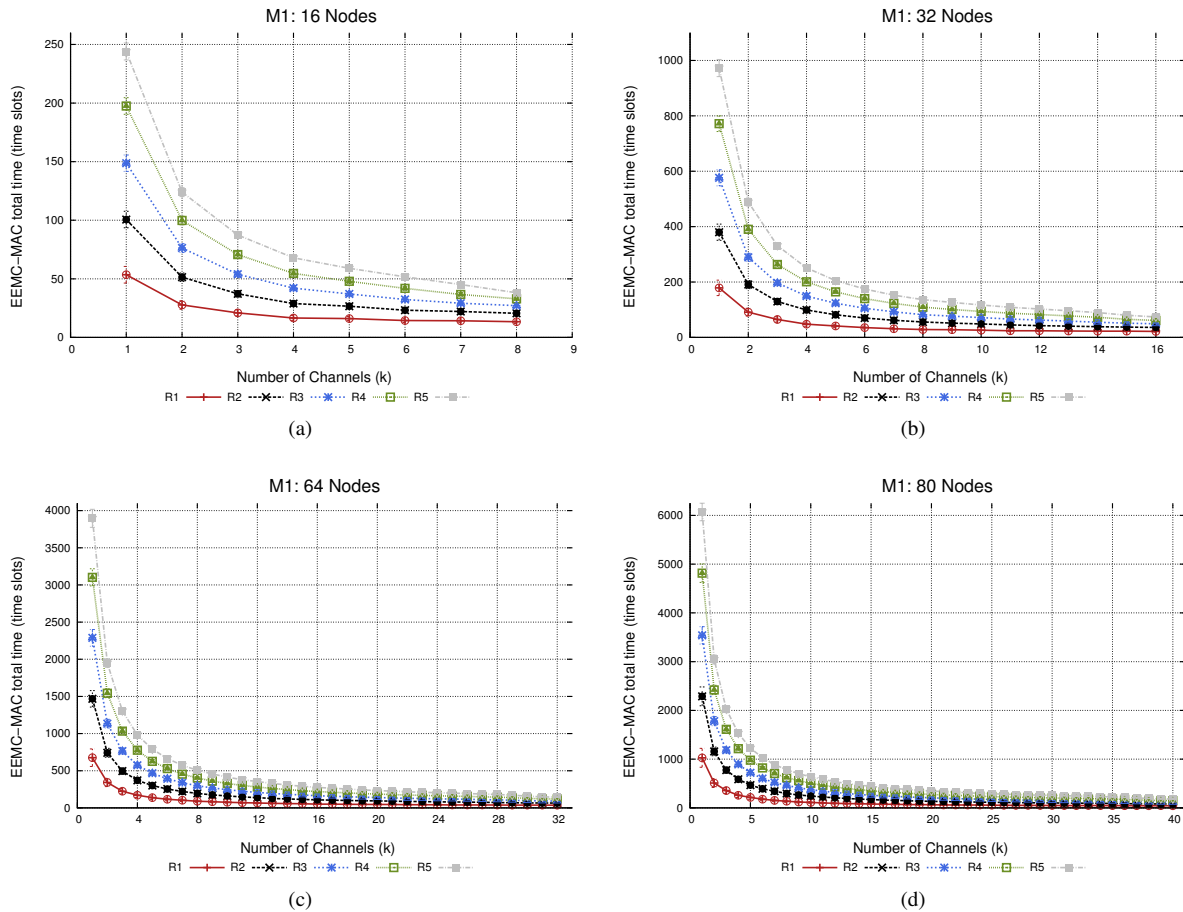 M1: 16 Nodes
EEMC-MAC total time (time slots)
250
200
150
100
50
0
0 1 2 3 4 5 6 7 8 9
Number of Channels (k)
R1 R2 R3 R4 R5
(a)
M1: 32 Nodes
EEMC-MAC total time (time slots)
1000
800
600
400
200
0
0 2 4 6 8 10 12 14 16
Number of Channels (k)
R1 R2 R3 R4 R5
(b)
M1: 64 Nodes
EEMC-MAC total time (time slots)
4000
3500
3000
2500
2000
1500
1000
500
0
0 4 8 12 16 20 24 28 32
Number of Channels (k)
R1 R2 R3 R4 R5
(c)
M1: 80 Nodes
EEMC-MAC total time (time slots)
6000
5000
4000
3000
2000
1000
0
0 5 10 15 20 25 30 35 40
Number of Channels (k)
R1 R2 R3 R4 R5
(d)